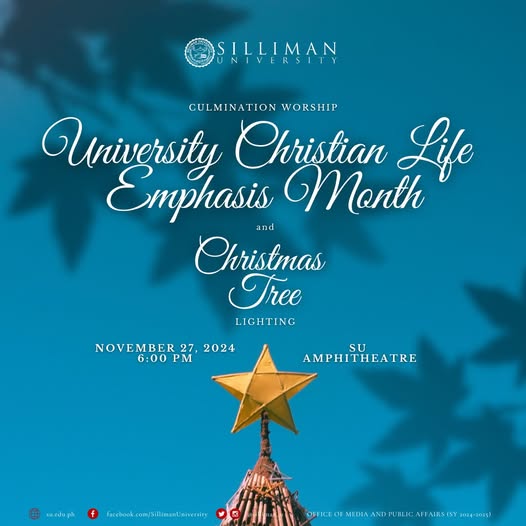 SILLIMAN
UNIVERSITY
CULMINATION WORSHIP
University Christian Life
Emphasis Month
and
Christmas
Tree
LIGHTING
NOVEMBER 27, 2024
6:00 PM
SU
AMPHITHEATRE
su.edu.ph facebook.com/SillimanUniversity OFFICE OF MEDIA AND PUBLIC AFFAIRS (SY 2024-2025)